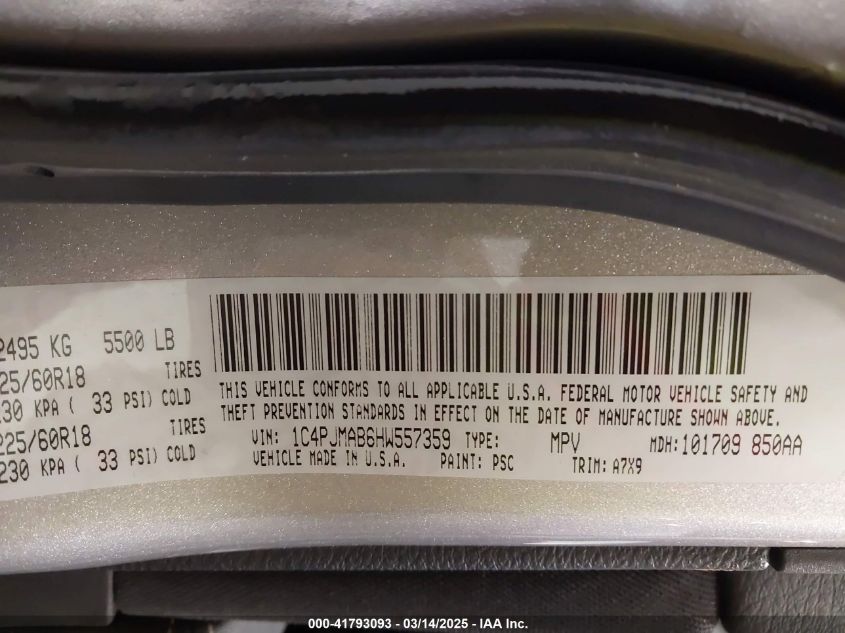 2495 KG 5500 LB
225/60R18 TIRES
230 KPA ( 33 PSI) COLD
225/60R18 TIRES
230 KPA ( 33 PSI) COLD
THIS VEHICLE CONFORMS TO ALL APPLICABLE U.S.A. FEDERAL MOTOR VEHICLE SAFETY AND
THEFT PREVENTION STANDARDS IN EFFECT ON THE DATE OF MANUFACTURE SHOWN ABOVE.
VIN: 1C4PJMAB6HW557359 TYPE: MPV MDH:101709 850AA
VEHICLE MADE IN U.S.A. PAINT: PSC TRIM: A7X9
000-41793093 - 03/14/2025 - IAA Inc.